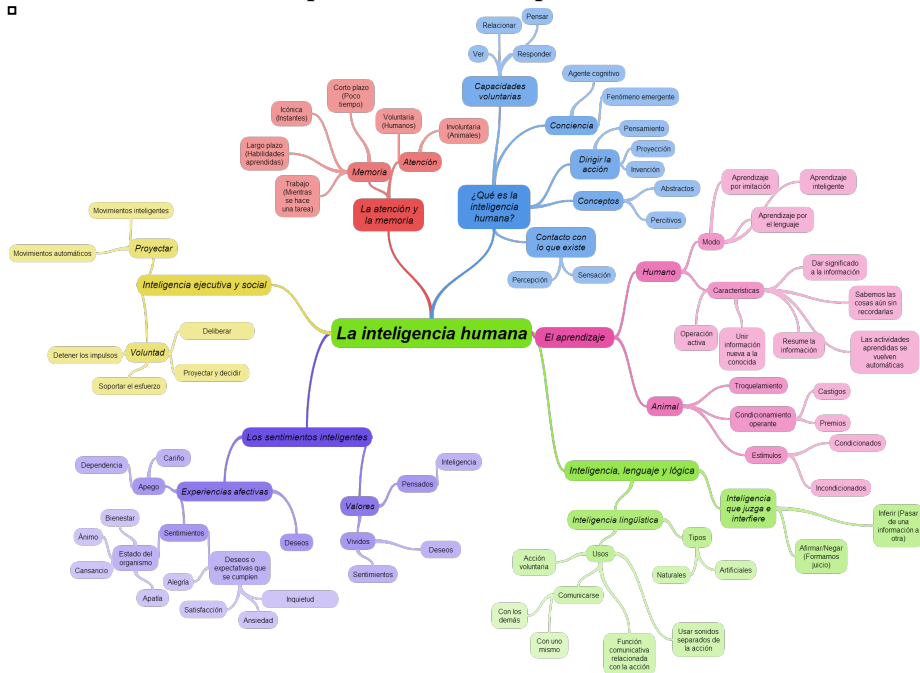 La inteligencia humana
¿Qué es la
inteligencia
humana?
Capacidades
voluntarias
Relacionar
Pensar
Ver
Responder
Conciencia
Agente cognitivo
Fenómeno emergente
Dirigir la
acción
Pensamiento
Proyección
Invención
Conceptos
Abstractos
Percitivos
Contacto con
lo que existe
Percepción
Sensación
La atención y
la memoria
Memoria
Corto plazo
(Poco
tiempo)
Icónica
(Instantes)
Largo plazo
(Habilidades
aprendidas)
Trabajo
(Mientras
se hace
una tarea)
Atención
Voluntaria
(Humanos)
Involuntaria
(Animales)
Inteligencia ejecutiva y social
Proyectar
Movimientos inteligentes
Movimientos automáticos
Voluntad
Deliberar
Detener los impulsos
Proyectar y decidir
Soportar el esfuerzo
Los sentimientos inteligentes
Experiencias afectivas
Apego
Dependencia
Cariño
Sentimientos
Estado del
organismo
Bienestar
Ánimo
Cansancio
Apatía
Alegría
Deseos o
expectativas que
se cumplen
Satisfacción
Inquietud
Ansiedad
Deseos
Valores
Pensados
Inteligencia
Vividos
Deseos
Sentimientos
El aprendizaje
Humano
Modo
Aprendizaje
por imitación
Aprendizaje
inteligente
Aprendizaje por
el lenguaje
Características
Dar significado
a la información
Sabemos las
cosas aún sin
recordarlas
Operación
activa
Unir
información
nueva a la
conocida
Resume la
información
Las actividades
aprendidas se
vuelven
automáticas
Animal
Troquelamiento
Condicionamiento
operante
Castigos
Premios
Estímulos
Condicionados
Incondicionados
Inteligencia, lenguaje y lógica
Inteligencia lingüística
Usos
Acción
voluntaria
Comunicarse
Con los
demás
Con uno
mismo
Función
comunicativa
relacionada
con la acción
Usar sonidos
separados de
la acción
Tipos
Naturales
Artificiales
Inteligencia
que juzga e
interfiere
Inferir (Pasar
de una
información a
otra)
Afirmar/Negar
(Formamos
juicio)